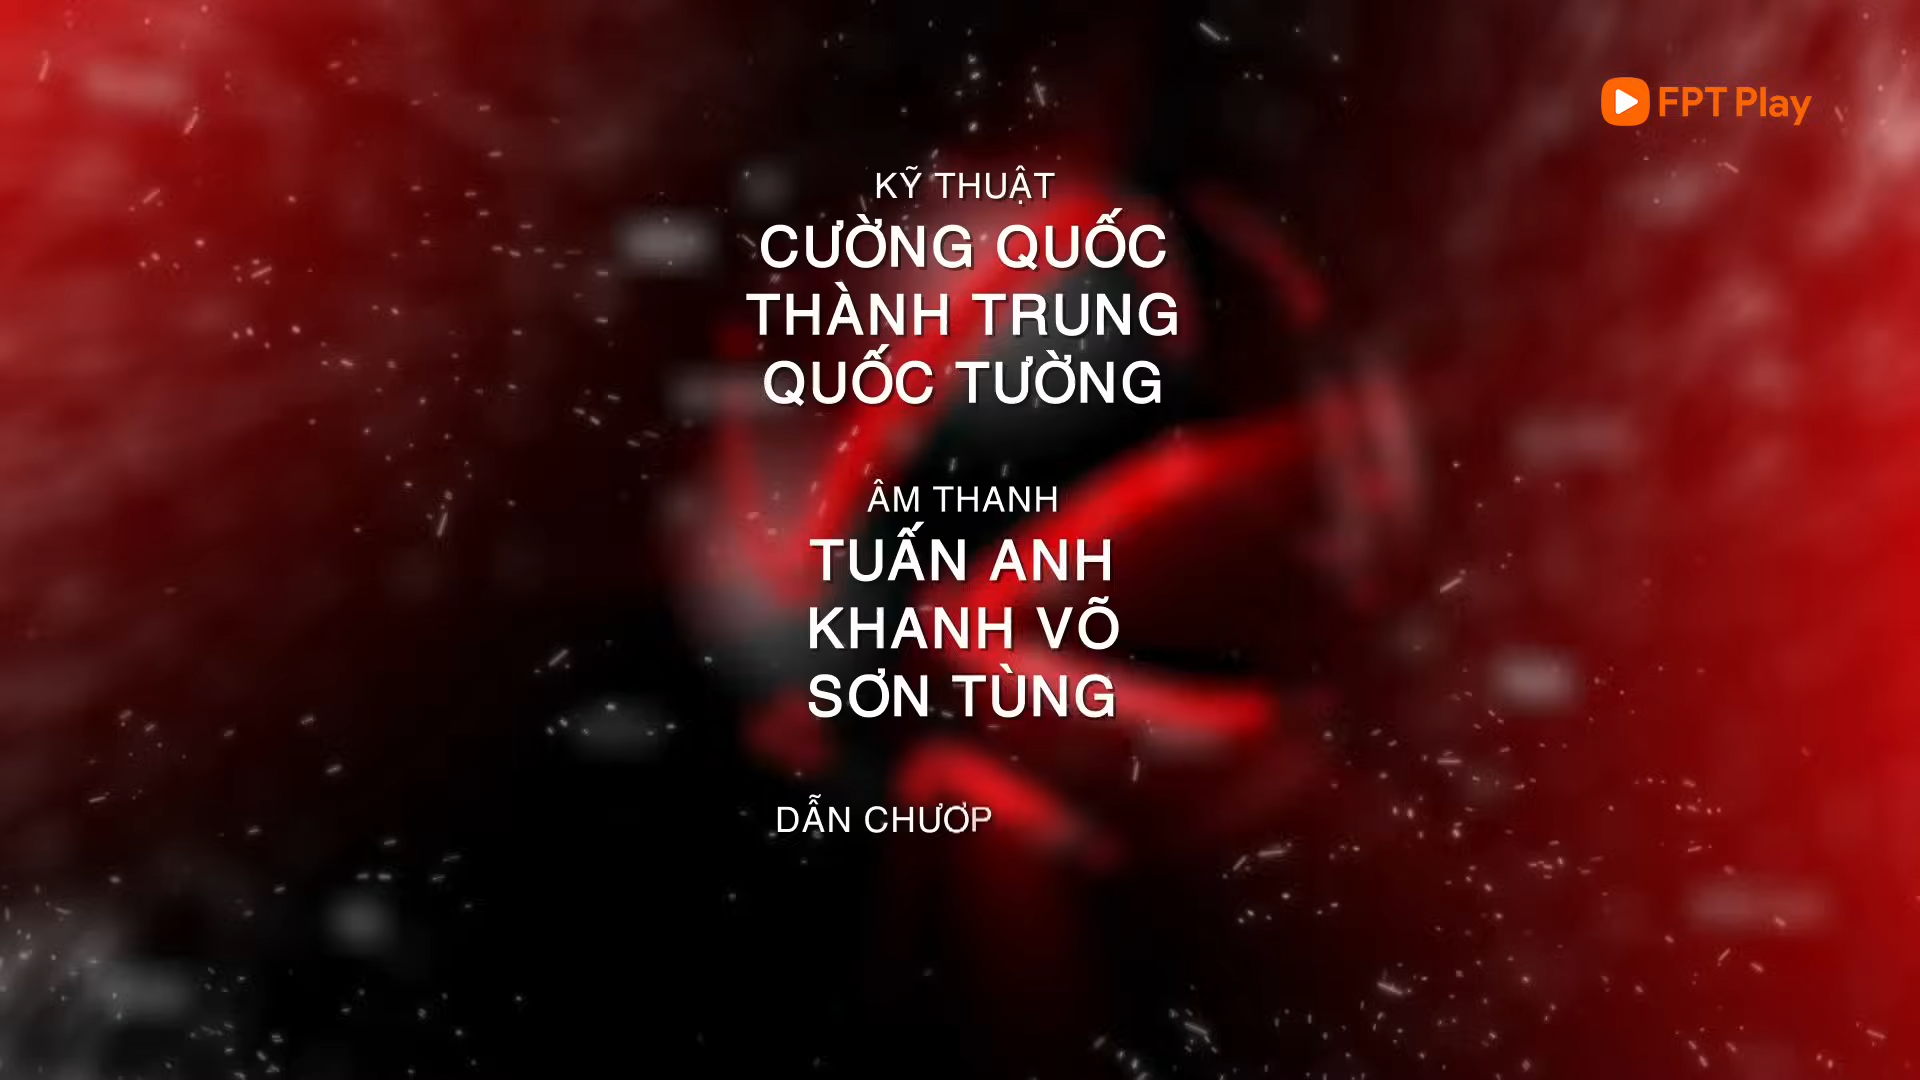 FPT Play
KỸ THUẬT
CƯỜNG QUỐC
THÀNH TRUNG
QUỐC TƯỜNG
ÂM THANH
TUẤN ANH
KHANH VÕ
SƠN TÙNG
DẪN CHƯƠP